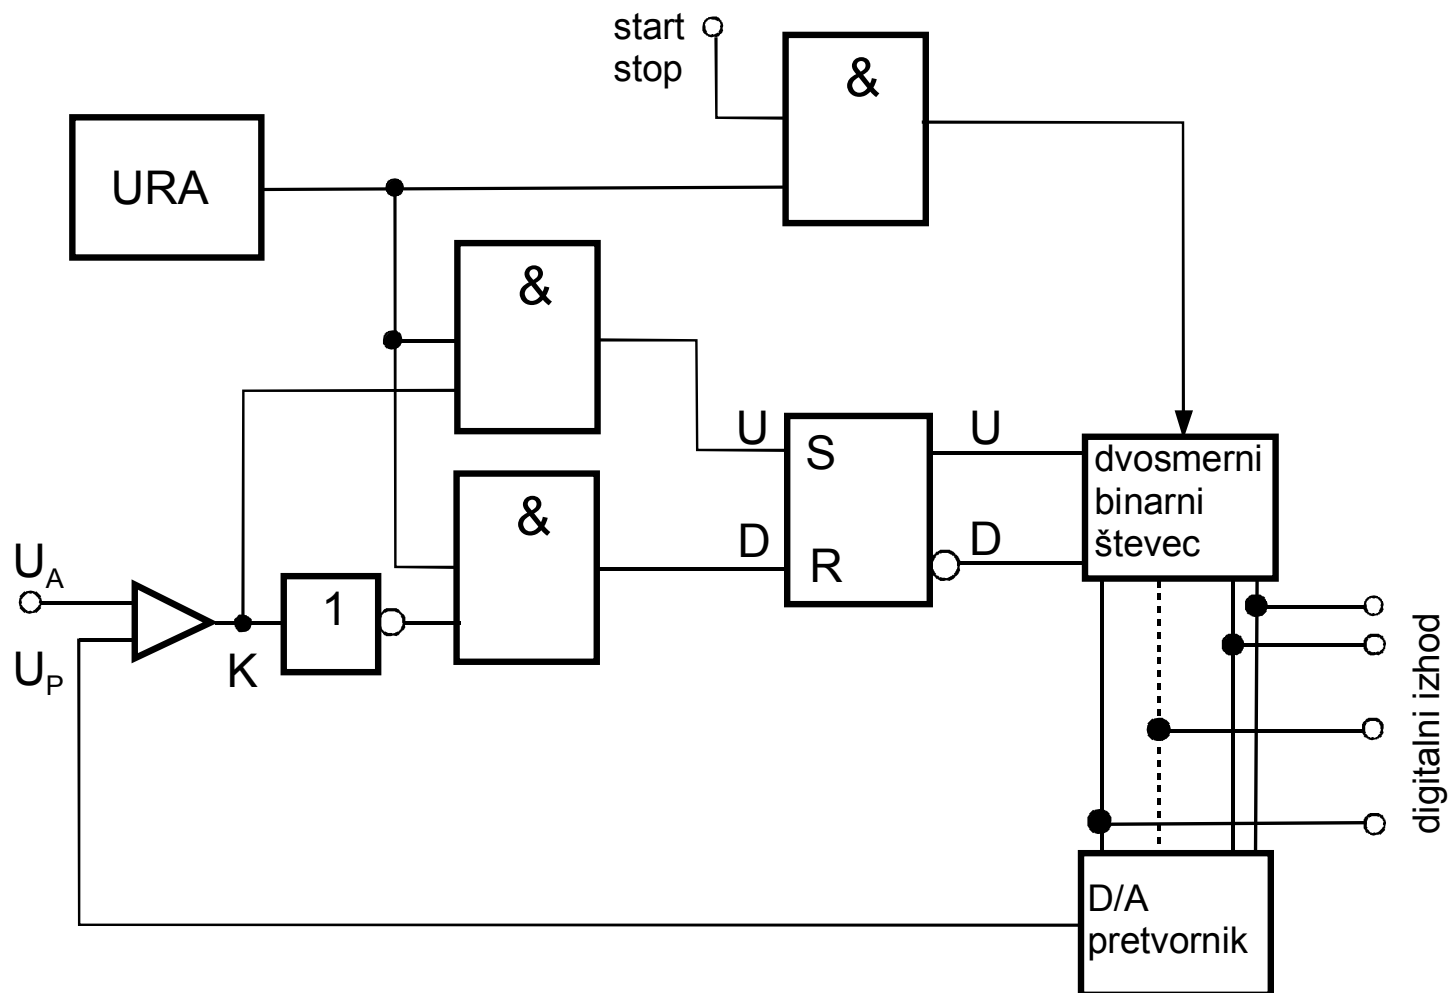 start
stop
&
URA
&
U
S
U
dvosmerni
binarni
števec
&
D
R
D
U_A
1
U_P
K
digitalni izhod
D/A
pretvornik